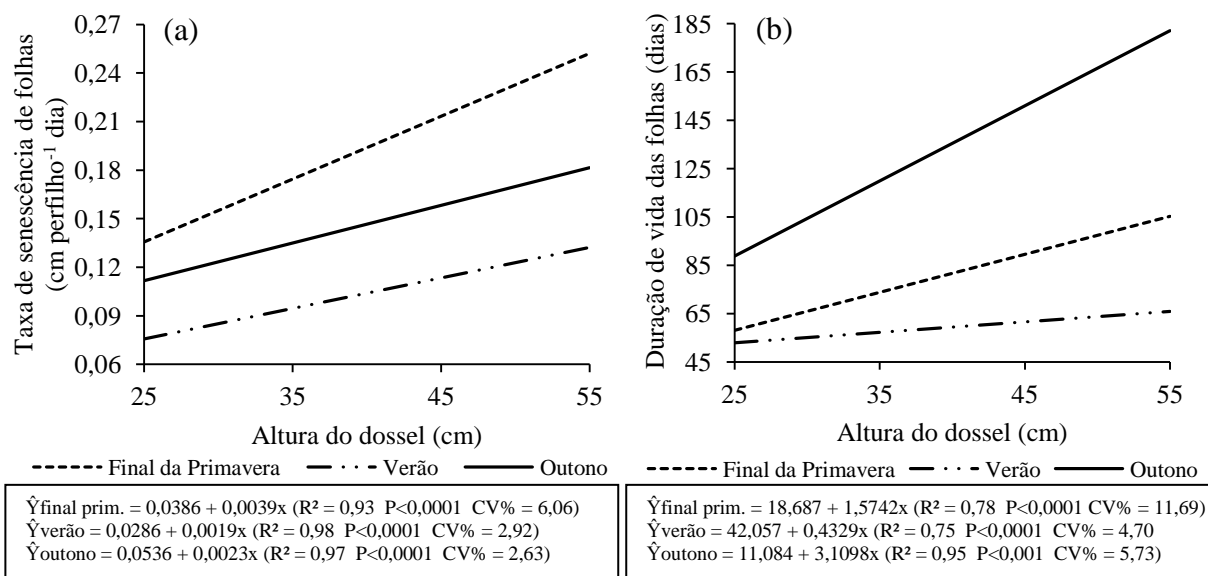 (a)
Taxa de senescência de folhas
(cm perfilho⁻¹ dia)
0,27
0,24
0,21
0,18
0,15
0,12
0,09
0,06
25 35 45 55
Altura do dossel (cm)
Final da Primavera Verão Outono
Ŷfinal prim. = 0,0386 + 0,0039x (R² = 0,93 P<0,0001 CV% = 6,06)
Ŷverão = 0,0286 + 0,0019x (R² = 0,98 P<0,0001 CV% = 2,92)
Ŷoutono = 0,0536 + 0,0023x (R² = 0,97 P<0,0001 CV% = 2,63)
(b)
Duração de vida das folhas (dias)
185
165
145
125
105
85
65
45
25 35 45 55
Altura do dossel (cm)
Final da Primavera Verão Outono
Ŷfinal prim. = 18,687 + 1,5742x (R² = 0,78 P<0,0001 CV% = 11,69)
Ŷverão = 42,057 + 0,4329x (R² = 0,75 P<0,0001 CV% = 4,70
Ŷoutono = 11,084 + 3,1098x (R² = 0,95 P<0,001 CV% = 5,73)